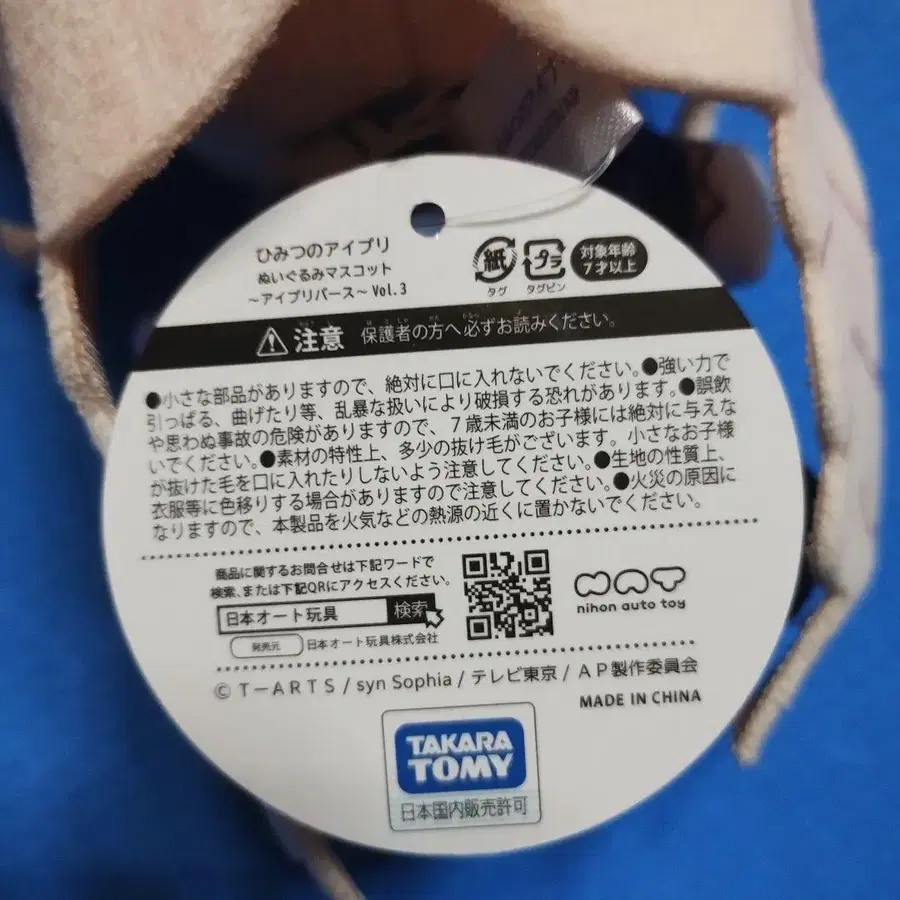 ひみつのアイプリ
ぬいぐるみマスコット
～アイプリバース～ Vol.3
紙
タグ
プラ
タグピン
対象年齢
7才以上
注意 保護者の方へ必ずお読みください。
●小さな部品がありますので、絶対に口に入れないでください。●強い力で
引っぱる、曲げたり等、乱暴な扱いにより破損する恐れがあります。●誤飲
や思わぬ事故の危険がありますので、7歳未満のお子様には絶対に与えな
いでください。●素材の特性上、多少の抜け毛がございます。小さなお子様
が抜けた毛を口に入れたりしないよう注意してください。●生地の性質上、
衣服等に色移りする場合がありますので注意してください。●火災の原因に
なりますので、本製品を火気などの熱源の近くに置かないでください。
商品に関するお問合せは下記ワードで
検索、または下記QRにアクセスください。
日本オート玩具 検索
発売元 日本オート玩具株式会社
NAT
nihon auto toy
© T-ARTS / syn Sophia / テレビ東京 / AP製作委員会
MADE IN CHINA
TAKARA
TOMY
日本国内販売許可